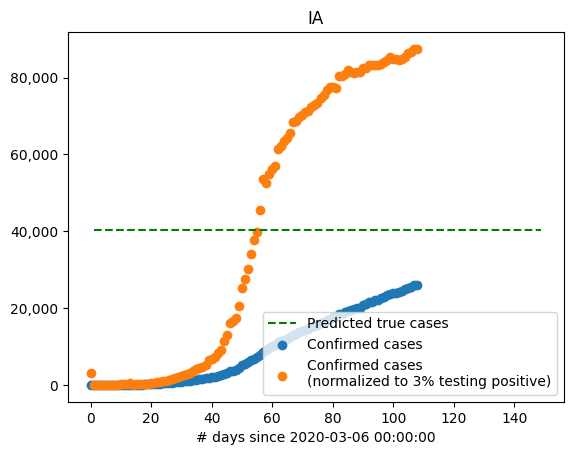 IA
80,000
60,000
40,000
20,000
0
0 20 40 60 80 100 120 140
# days since 2020-03-06 00:00:00
Predicted true cases
Confirmed cases
Confirmed cases
(normalized to 3% testing positive)